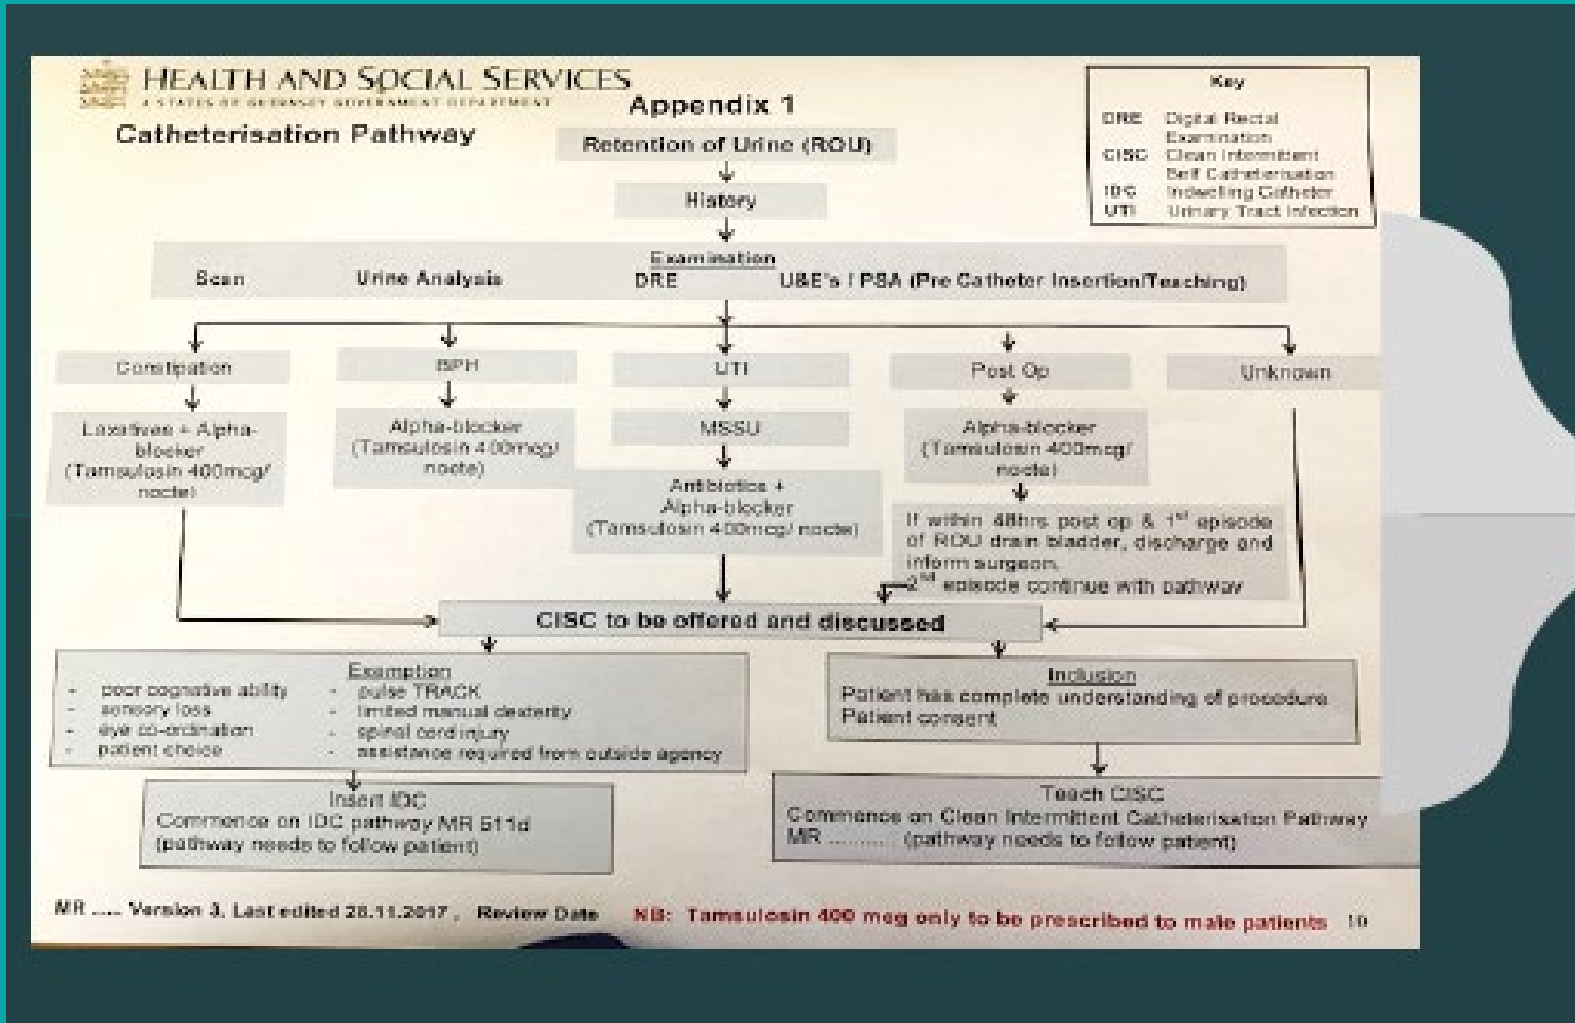 HEALTH AND SOCIAL SERVICES
A STATES OF GUERNSEY GOVERNMENT DEPARTMENT
Appendix 1
Catheterisation Pathway
Key
DRE Digital Rectal
Examination
CISC Clean Intermittent
Self Catheterisation
IDC Indwelling Catheter
UTI Urinary Tract Infection
Retention of Urine (ROU)
History
Examination
Scan Urine Analysis DRE U&E's / PSA (Pre Catheter Insertion/Teaching)
Constipation
BPH
UTI
Post Op
Unknown
Laxatives + Alpha-
blocker
(Tamsulosin 400mcg/
nocte)
Alpha-blocker
(Tamsulosin 400mcg/
nocte)
MSSU
Antibiotics +
Alpha-blocker
(Tamsulosin 400mcg/ nocte)
Alpha-blocker
(Tamsulosin 400mcg/
nocte)
If within 48hrs post op & 1st episode
of ROU drain bladder, discharge and
inform surgeon.
2ND episode continue with pathway
CISC to be offered and discussed
Exemption
- poor cognitive ability - pulse TRACK
- sensory loss - limited manual dexterity
- eye co-ordination - spinal cord injury
- patient choice - assistance required from outside agency
Inclusion
Patient has complete understanding of procedure
Patient consent
Insert IDC
Commence on IDC pathway MR 511d
(pathway needs to follow patient)
Teach CISC
Commence on Clean Intermittent Catheterisation Pathway
MR .......... (pathway needs to follow patient)
MR ..... Version 3, Last edited 28.11.2017 , Review Date NB: Tamsulosin 400 mcg only to be prescribed to male patients 10